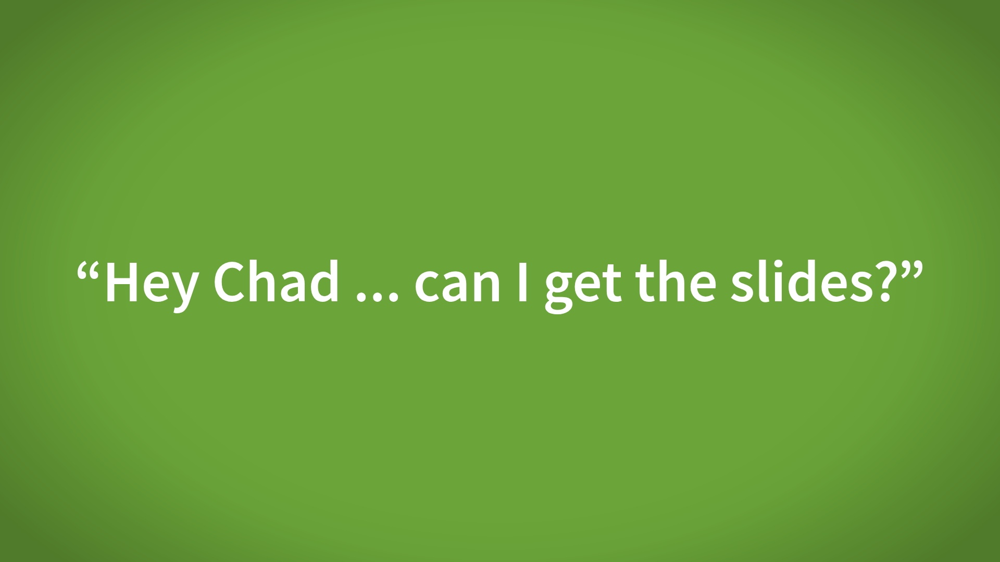 “Hey Chad ... can I get the slides?”